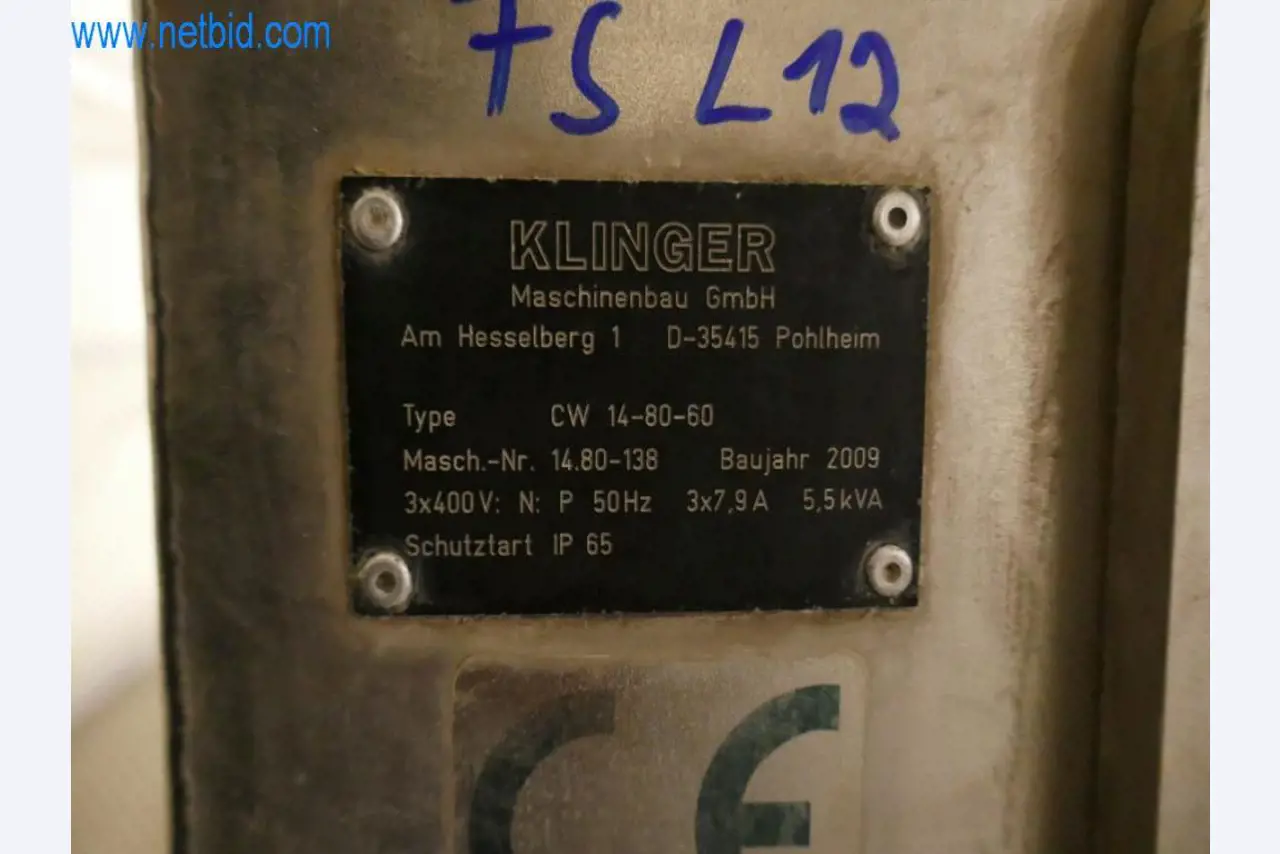 www.netbid.com
FS L12
KLINGER
Maschinenbau GmbH
Am Hesselberg 1 D-35415 Pohlheim
Type CW 14-80-60
Masch.-Nr. 14.80-138 Baujahr 2009
3x400V: N: P 50Hz 3x7,9A 5,5kVA
Schutztart IP 65
CE